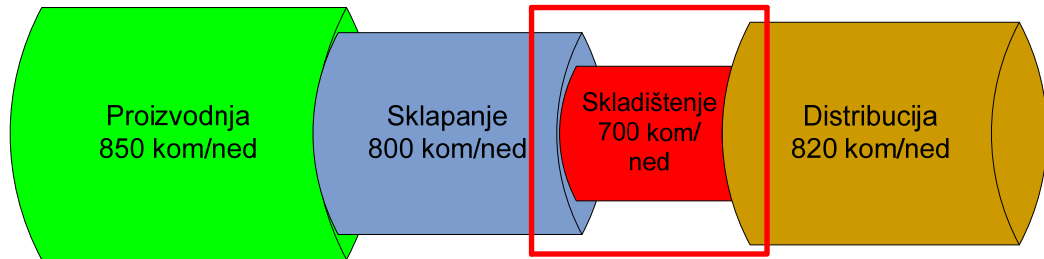 Proizvodnja
850 kom/ned
Sklapanje
800 kom/ned
Skladištenje
700 kom/
ned
Distribucija
820 kom/ned